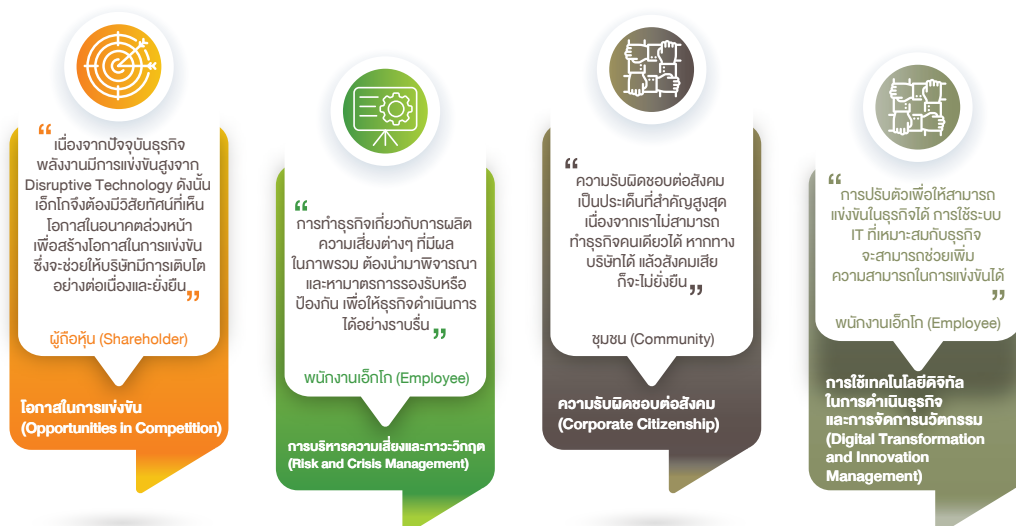 “
เนื่องจากปัจจุบันธุรกิจ
พลังงานมีการแข่งขันสูงจาก
Disruptive Technology ดังนั้น
เอ็กโกจึงต้องมีวิสัยทัศน์ที่เห็น
โอกาสในอนาคตล่วงหน้า
เพื่อสร้างโอกาสในการแข่งขัน
ซึ่งจะช่วยให้บริษัทมีการเติบโต
อย่างต่อเนื่องและยั่งยืน ”
ผู้ถือหุ้น (Shareholder)
โอกาสในการแข่งขัน
(Opportunities in Competition)
“
การทำธุรกิจเกี่ยวกับการผลิต
ความเสี่ยงต่างๆ ที่มีผล
ในภาพรวม ต้องนำมาพิจารณา
และหามาตรการรองรับหรือ
ป้องกัน เพื่อให้ธุรกิจดำเนินการ
ได้อย่างราบรื่น ”
พนักงานเอ็กโก (Employee)
การบริหารความเสี่ยงและภาวะวิกฤต
(Risk and Crisis Management)
“
ความรับผิดชอบต่อสังคม
เป็นประเด็นที่สำคัญสูงสุด
เนื่องจากเราไม่สามารถ
ทำธุรกิจคนเดียวได้ หากทาง
บริษัทได้ แล้วสังคมเสีย
ก็จะไม่ยั่งยืน ”
ชุมชน (Community)
ความรับผิดชอบต่อสังคม
(Corporate Citizenship)
“
การปรับตัวเพื่อให้สามารถ
แข่งขันในธุรกิจได้ การใช้ระบบ
IT ที่เหมาะสมกับธุรกิจ
จะสามารถช่วยเพิ่ม
ความสามารถในการแข่งขันได้
”
พนักงานเอ็กโก (Employee)
การใช้เทคโนโลยีดิจิทัล
ในการดำเนินธุรกิจ
และการจัดการนวัตกรรม
(Digital Transformation
and Innovation
Management)